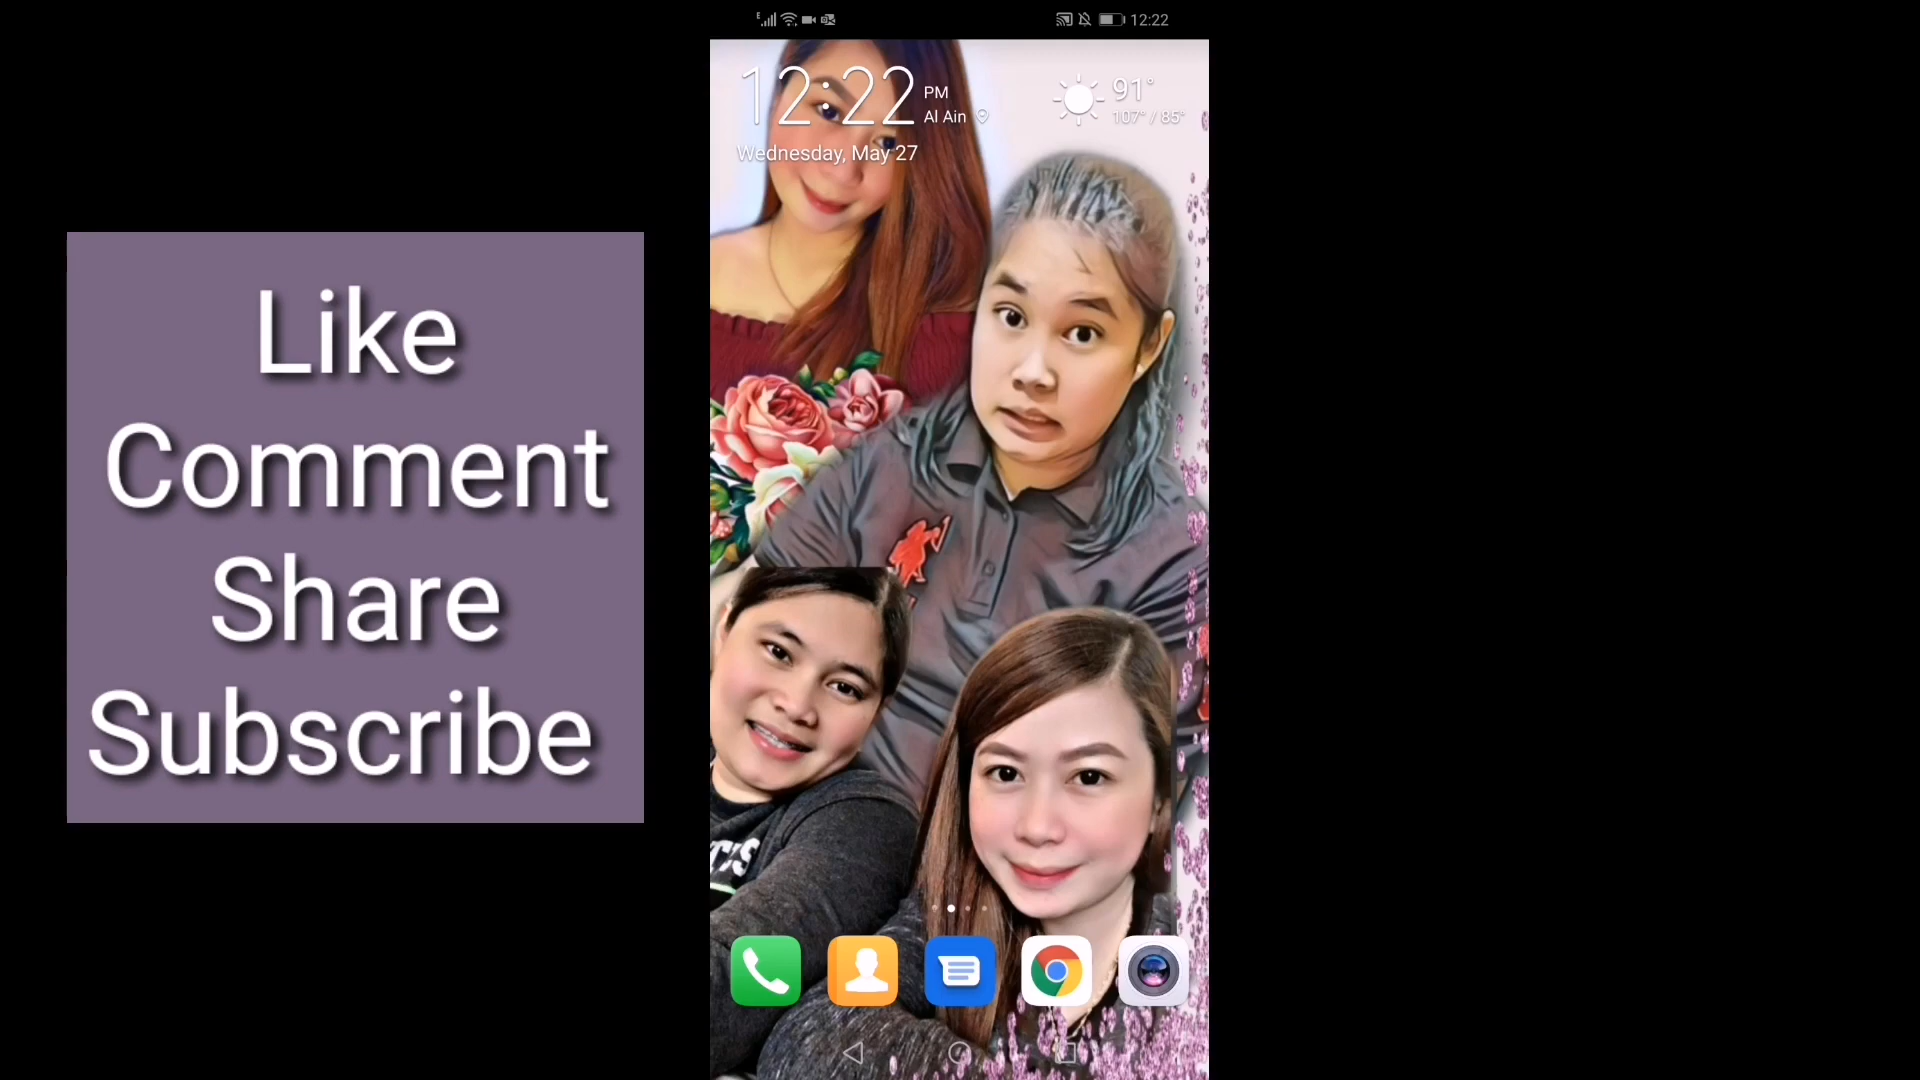 Like
Comment
Share
Subscribe
E 12:22
12:22 PM
Al Ain
Wednesday, May 27
91°
107° / 85°